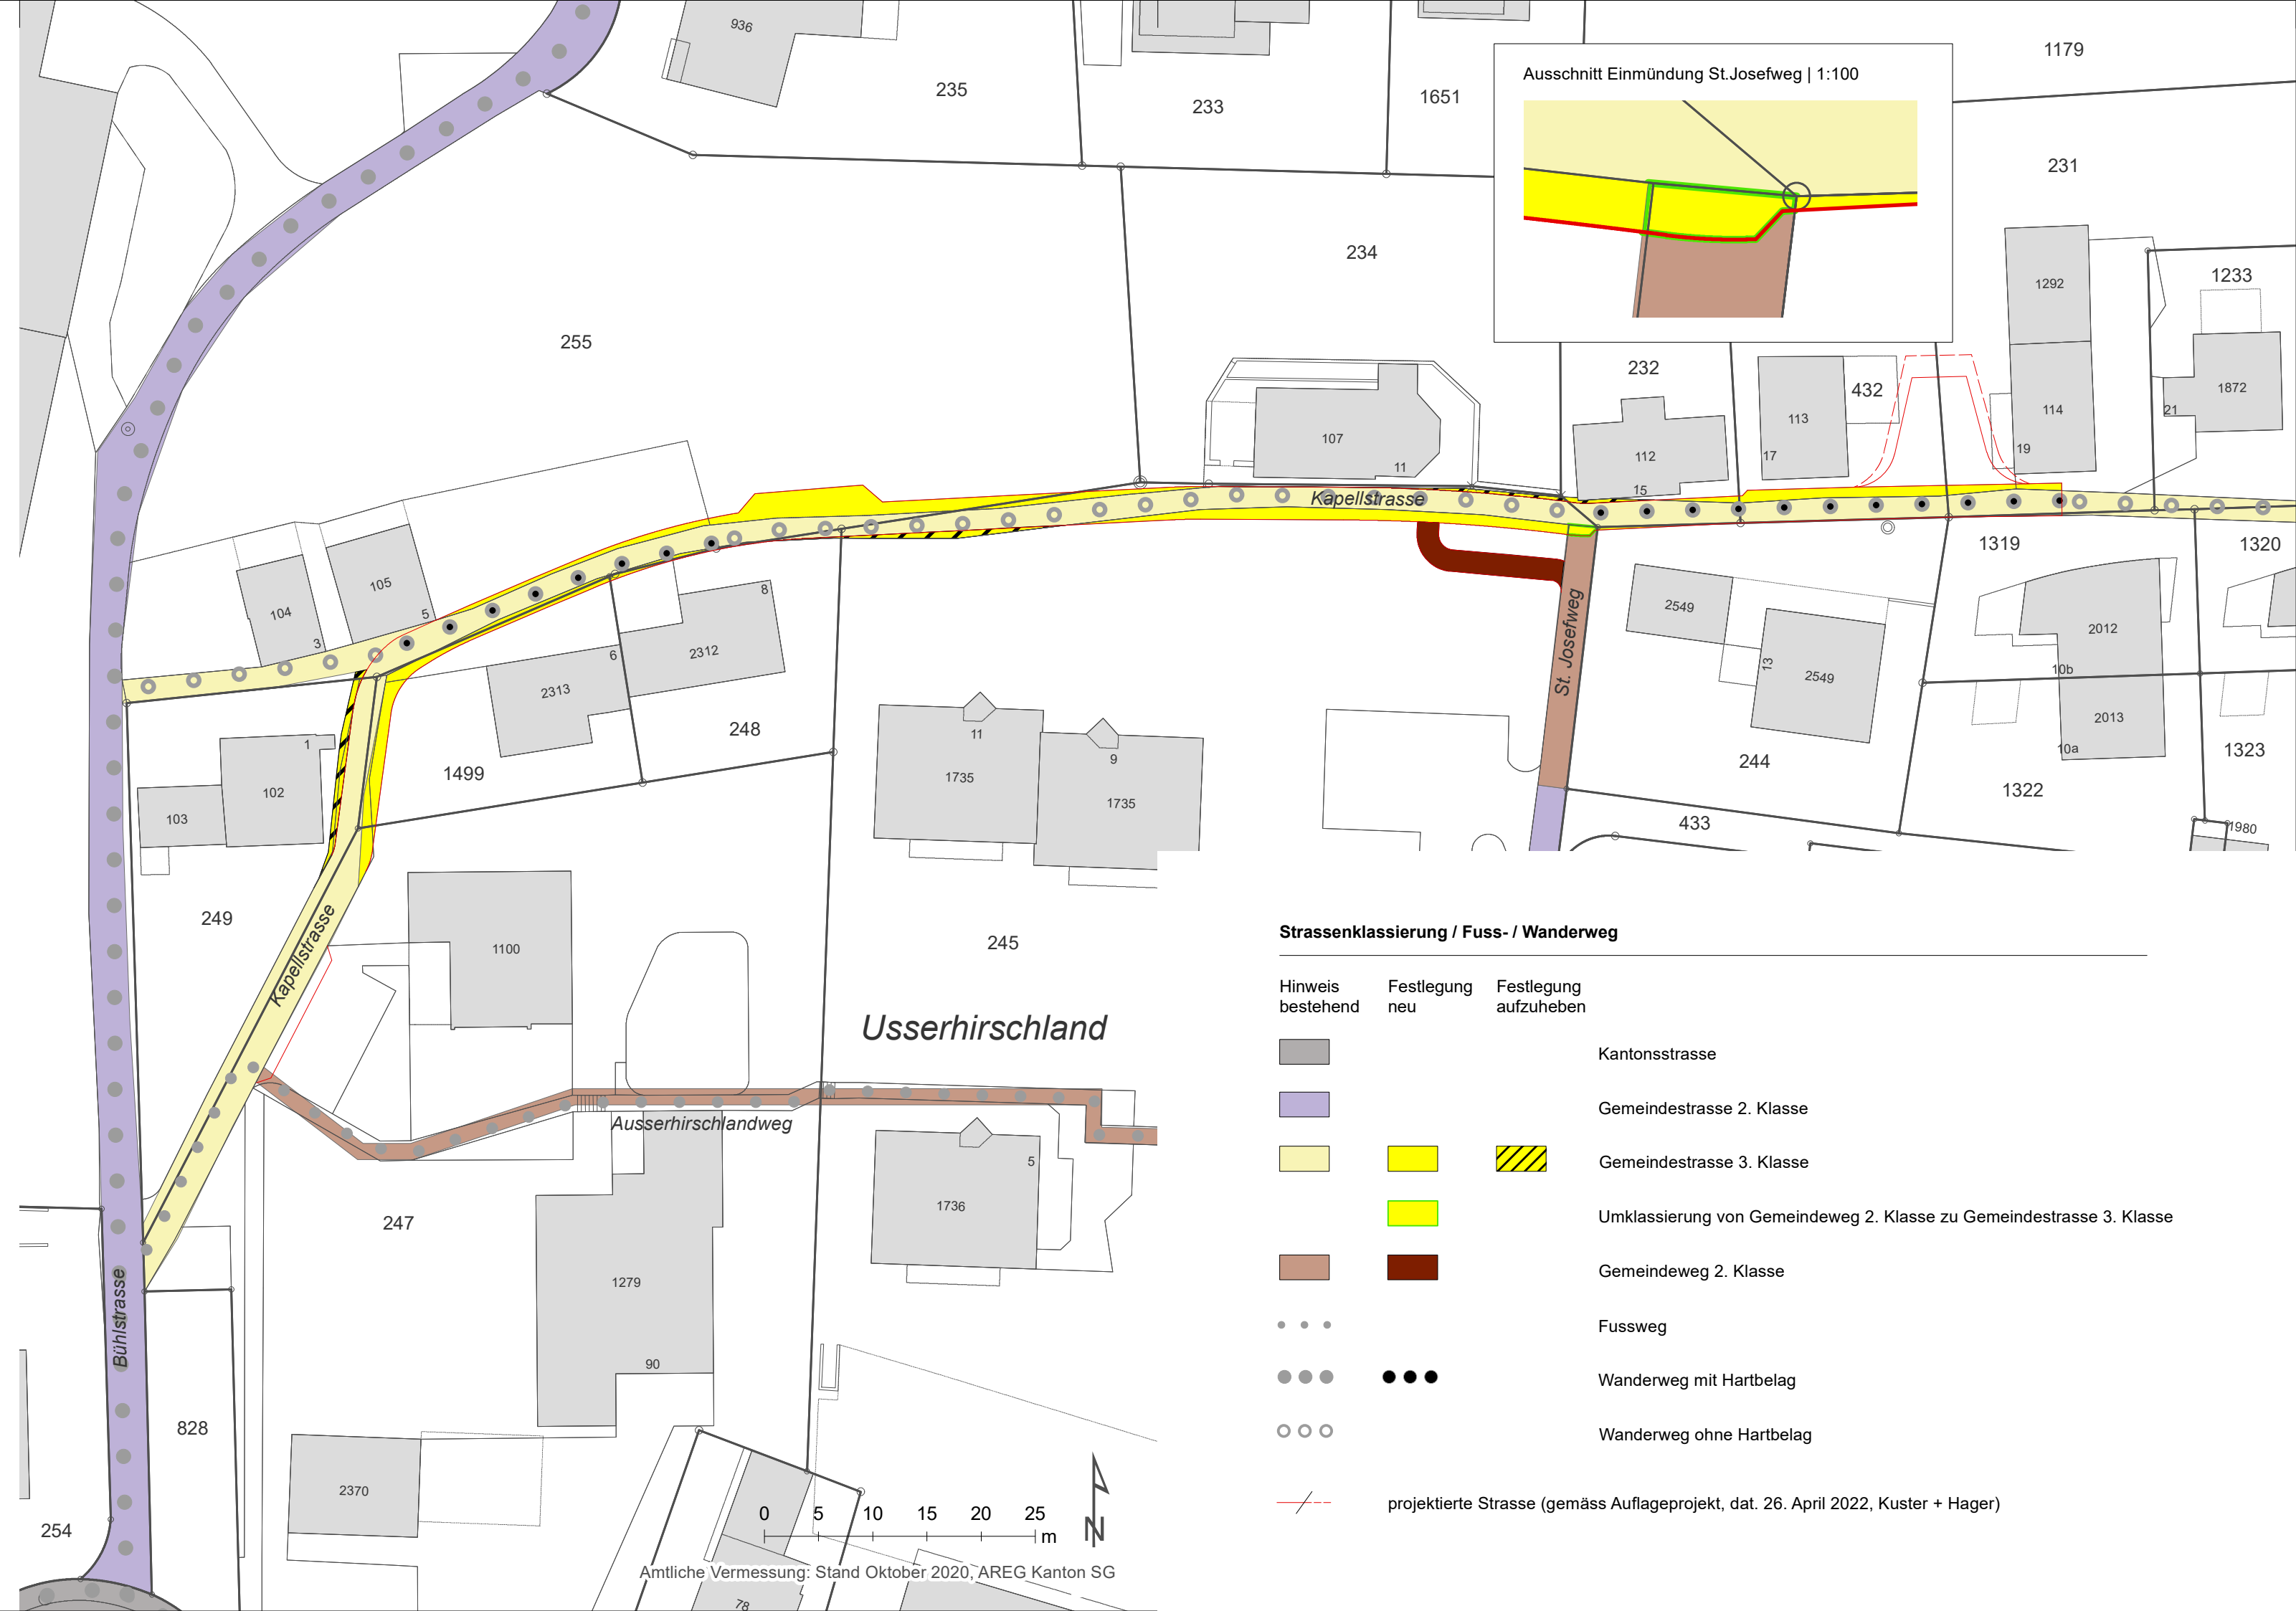 936
235
233
1651
1179
Ausschnitt Einmündung St.Josefweg | 1:100
231
234
1292
1233
255
232
432
1872
113
114
21
107
11
112
15
17
19
Kapellstrasse
104
3
105
5
8
6
2312
2313
248
1499
1
102
103
11
1735
9
1735
St. Josefweg
2549
13
2549
1319
1320
2012
10b
2013
10a
244
1322
1323
433
1980
249
Kapellstrasse
1100
245
Usserhirschland
Ausserhirschlandweg
5
1736
247
1279
90
Bühlstrasse
828
2370
254
78
0 5 10 15 20 25
m
N
Amtliche Vermessung: Stand Oktober 2020, AREG Kanton SG
Strassenklassierung / Fuss- / Wanderweg
Hinweis bestehend
Festlegung neu
Festlegung aufzuheben
Kantonsstrasse
Gemeindestrasse 2. Klasse
Gemeindestrasse 3. Klasse
Umklassierung von Gemeindeweg 2. Klasse zu Gemeindestrasse 3. Klasse
Gemeindeweg 2. Klasse
Fussweg
Wanderweg mit Hartbelag
Wanderweg ohne Hartbelag
projektierte Strasse (gemäss Auflageprojekt, dat. 26. April 2022, Kuster + Hager)